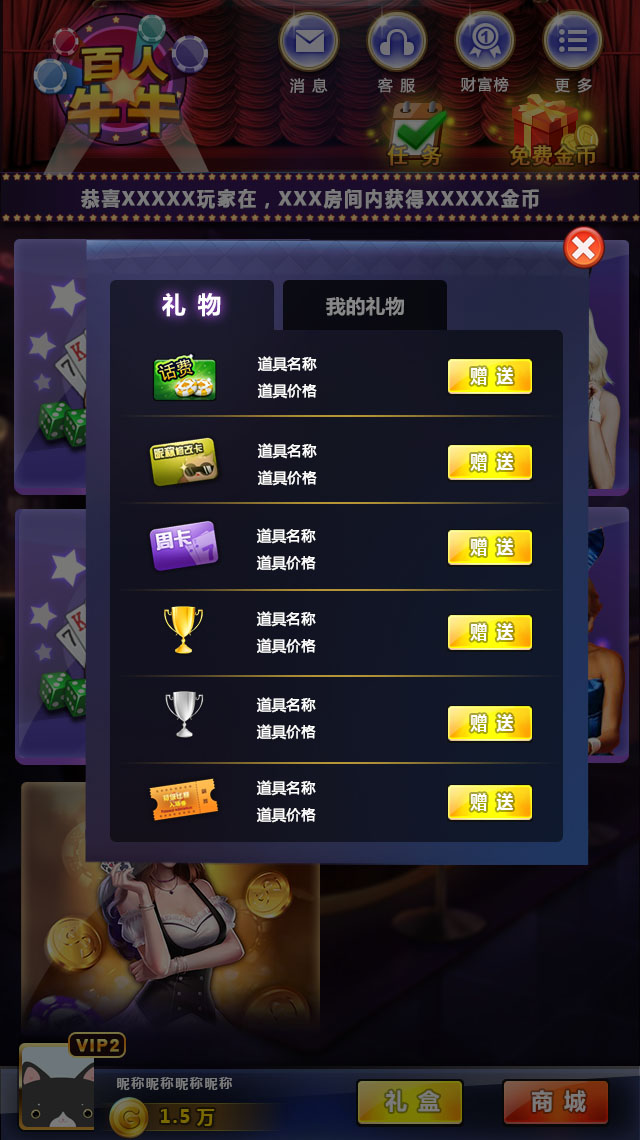 百人
牛牛
消息
客服
财富榜
更多
任务
免费金币
恭喜XXXXX玩家在，XXX房间内获得XXXXX金币
礼物
我的礼物
话费
道具名称
道具价格
赠送
昵称修改卡
道具名称
道具价格
赠送
周卡
7
道具名称
道具价格
赠送
道具名称
道具价格
赠送
道具名称
道具价格
赠送
道具名称
道具价格
赠送
K
7
K
7
VIP2
昵称昵称昵称昵称
G 1.5万
礼盒
商城